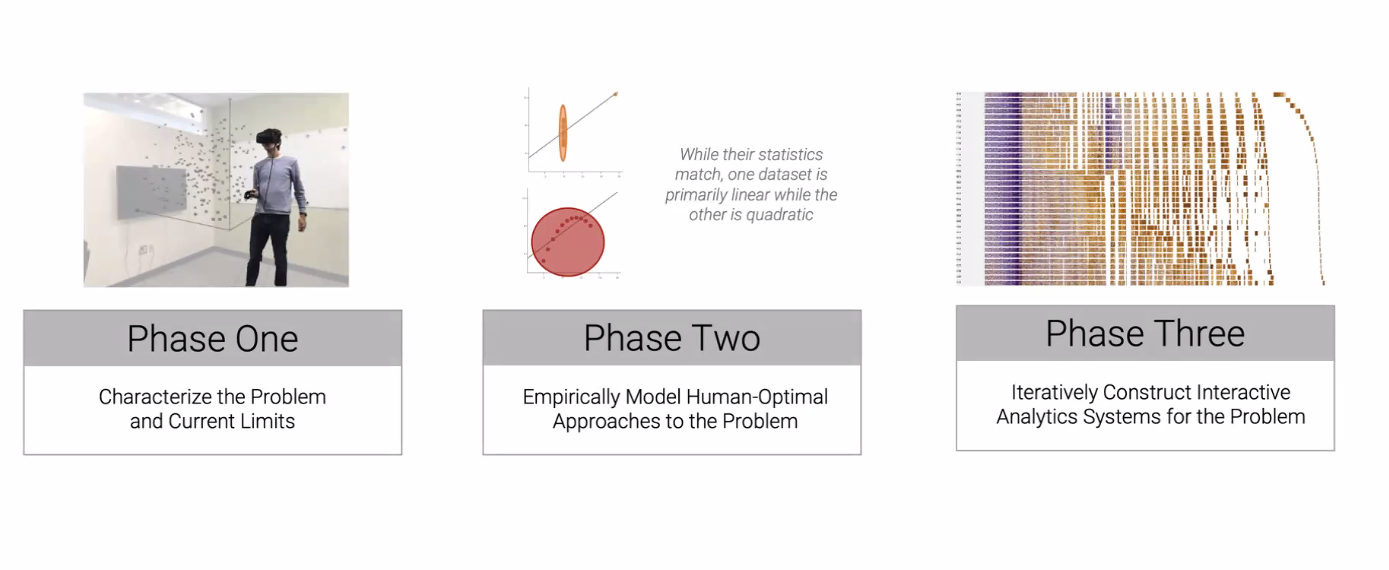 While their statistics
match, one dataset is
primarily linear while the
other is quadratic
Phase One
Characterize the Problem
and Current Limits
Phase Two
Empirically Model Human-Optimal
Approaches to the Problem
Phase Three
Iteratively Construct Interactive
Analytics Systems for the Problem